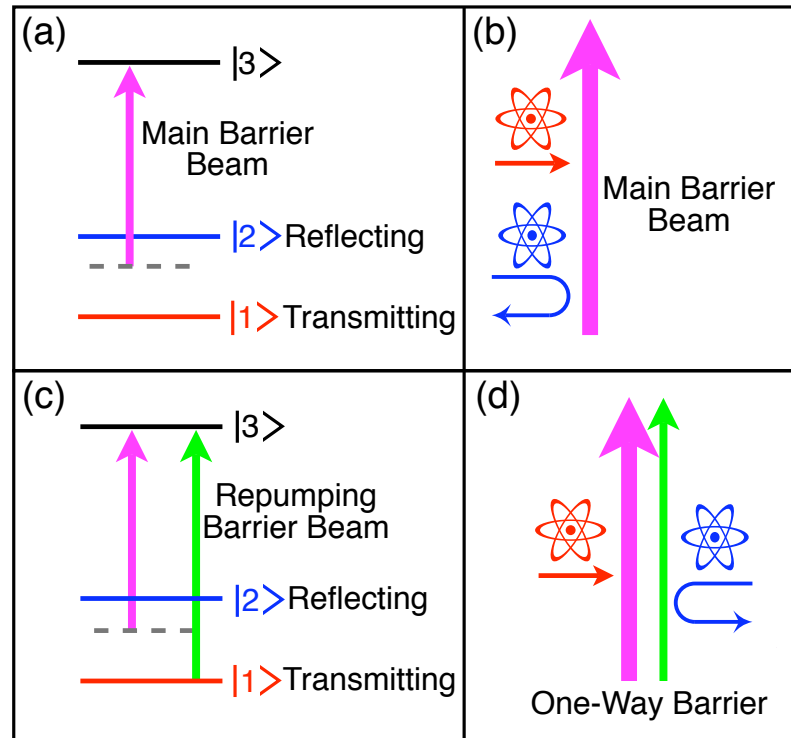 (a)
|3>
Main Barrier
Beam
|2> Reflecting
|1> Transmitting
(b)
Main Barrier
Beam
(c)
|3>
Repumping
Barrier Beam
|2> Reflecting
|1> Transmitting
(d)
One-Way Barrier